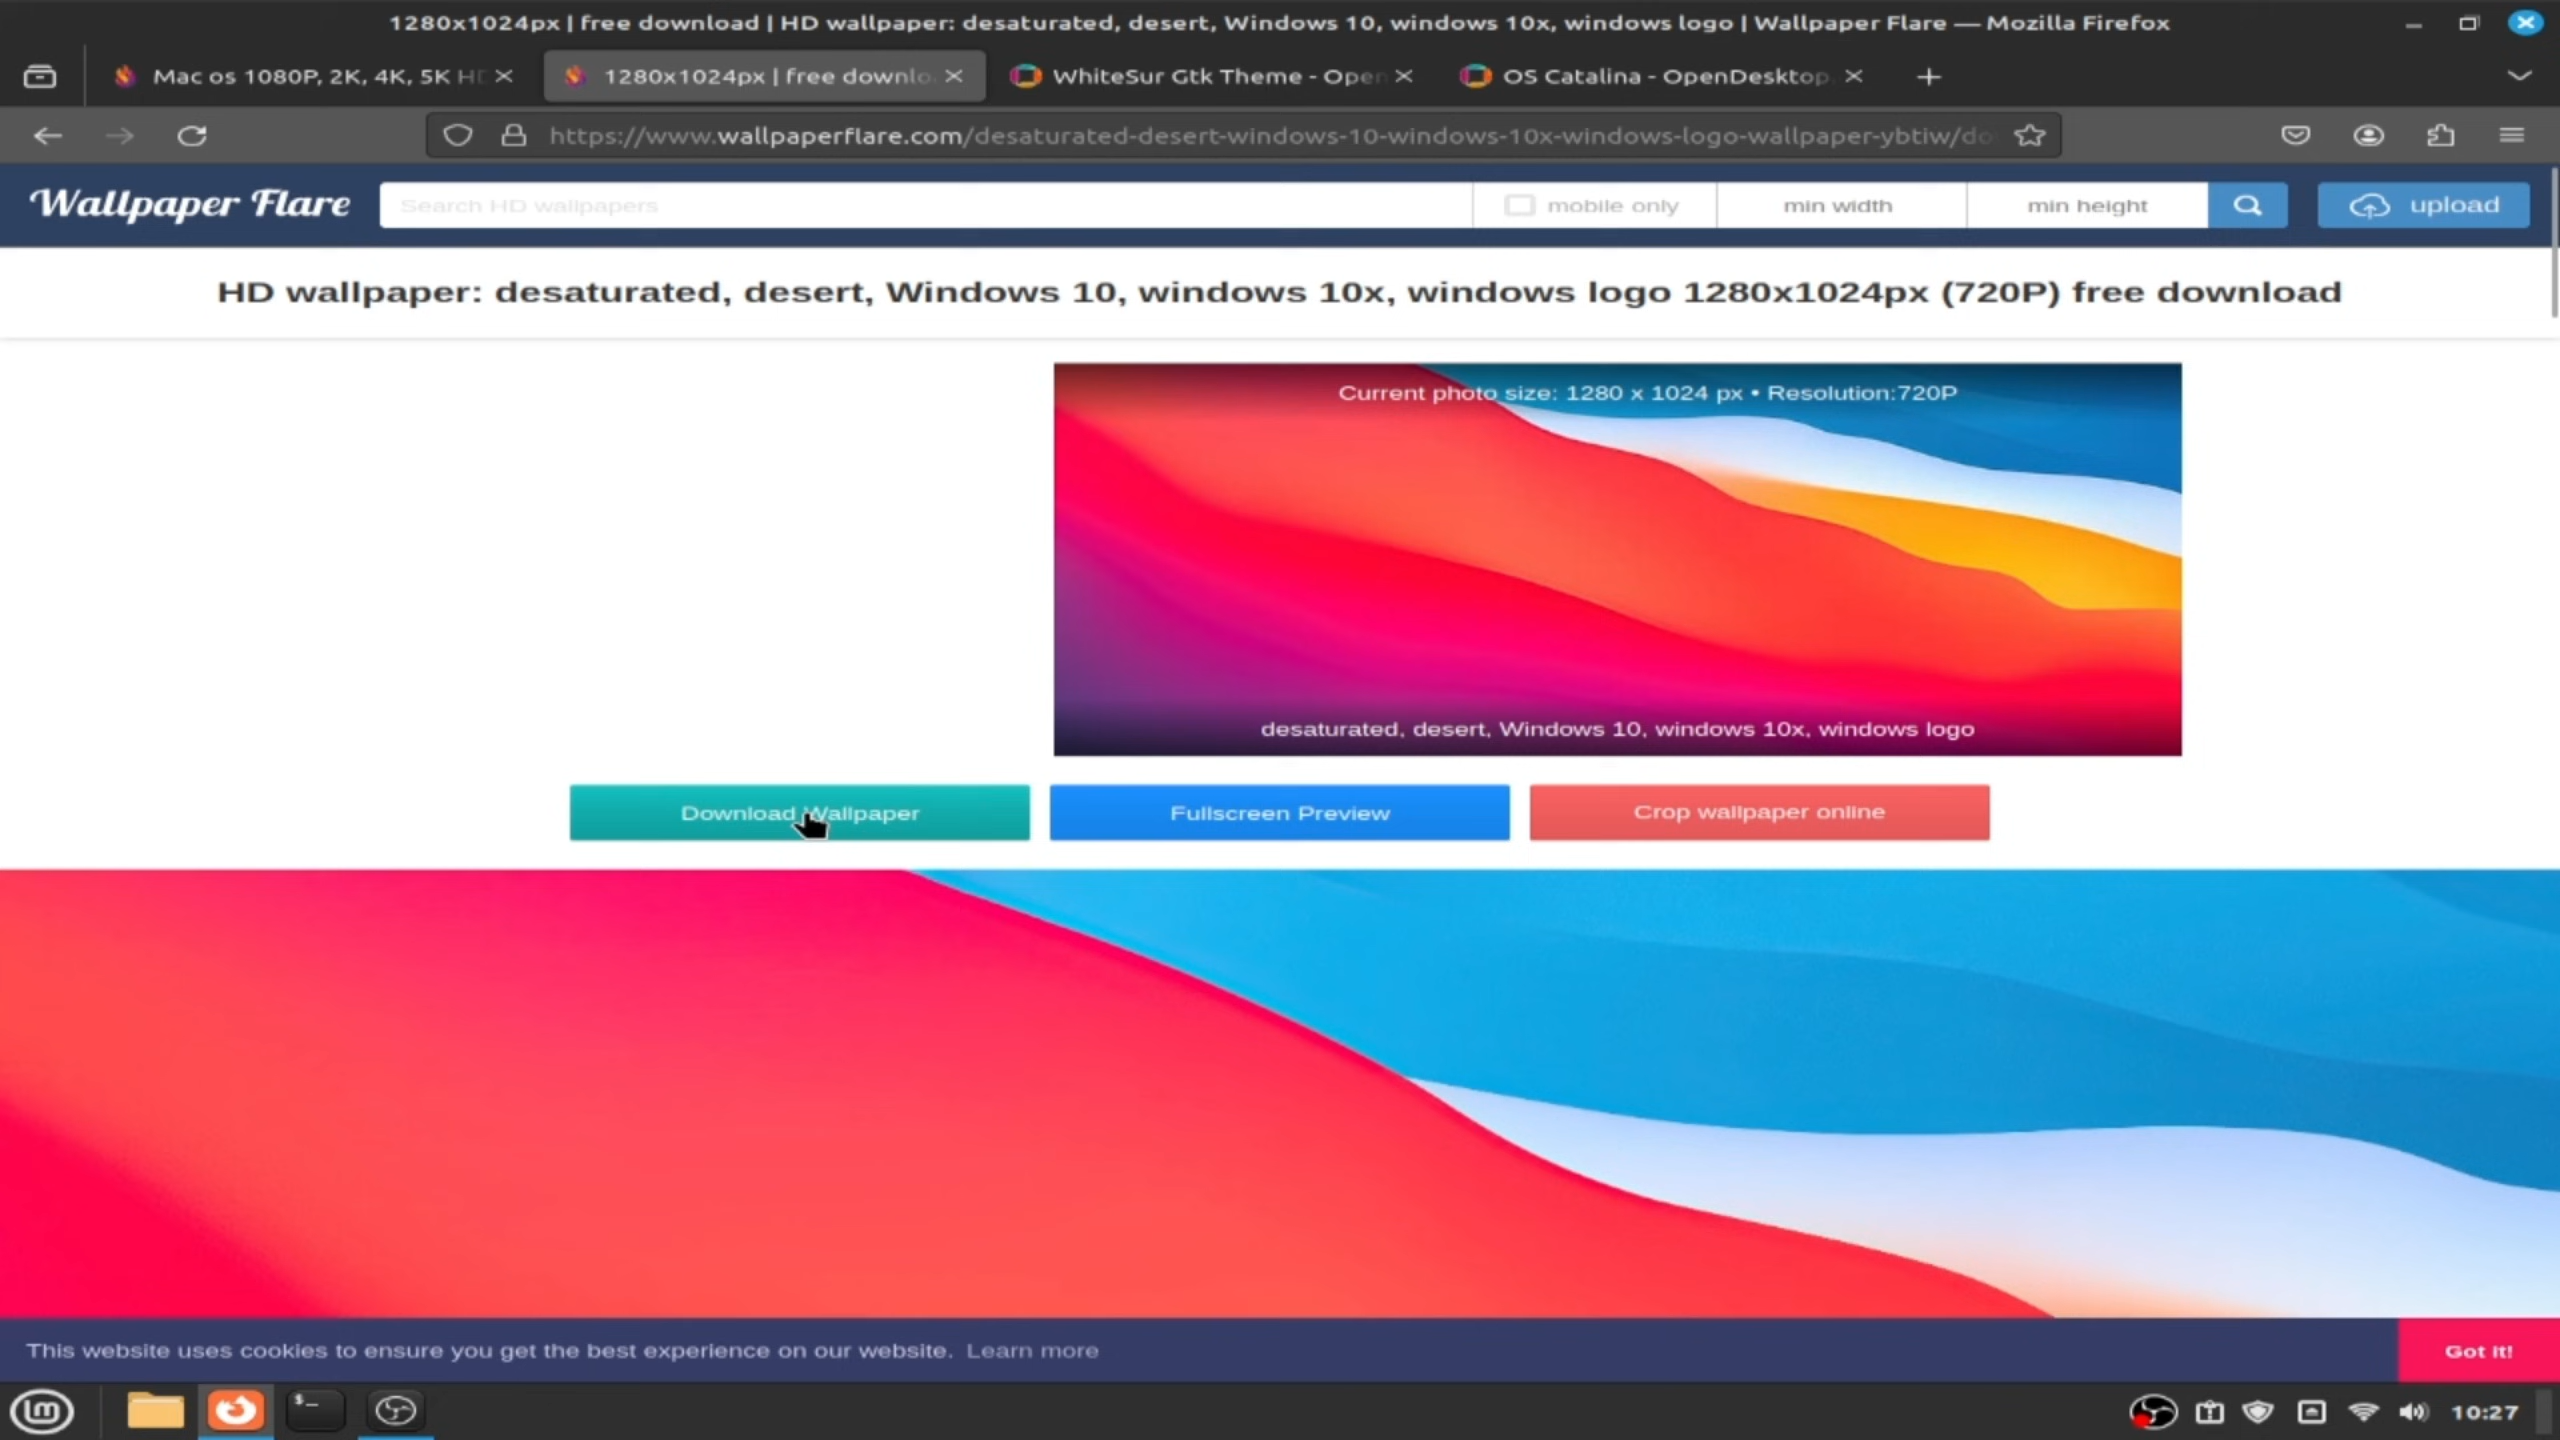 1280x1024px | free download | HD wallpaper: desaturated, desert, Windows 10, windows 10x, windows logo | Wallpaper Flare — Mozilla Firefox
Mac os 1080P, 2K, 4K, 5K HD
1280x1024px | free downlo
WhiteSur Gtk Theme - Open
OS Catalina - OpenDesktop.
https://www.wallpaperflare.com/desaturated-desert-windows-10-windows-10x-windows-logo-wallpaper-ybtiw/do
Wallpaper Flare
Search HD wallpapers
mobile only
min width
min height
upload
HD wallpaper: desaturated, desert, Windows 10, windows 10x, windows logo 1280x1024px (720P) free download
Current photo size: 1280 x 1024 px • Resolution:720P
desaturated, desert, Windows 10, windows 10x, windows logo
Download Wallpaper
Fullscreen Preview
Crop wallpaper online
This website uses cookies to ensure you get the best experience on our website. Learn more
Got It!
10:27